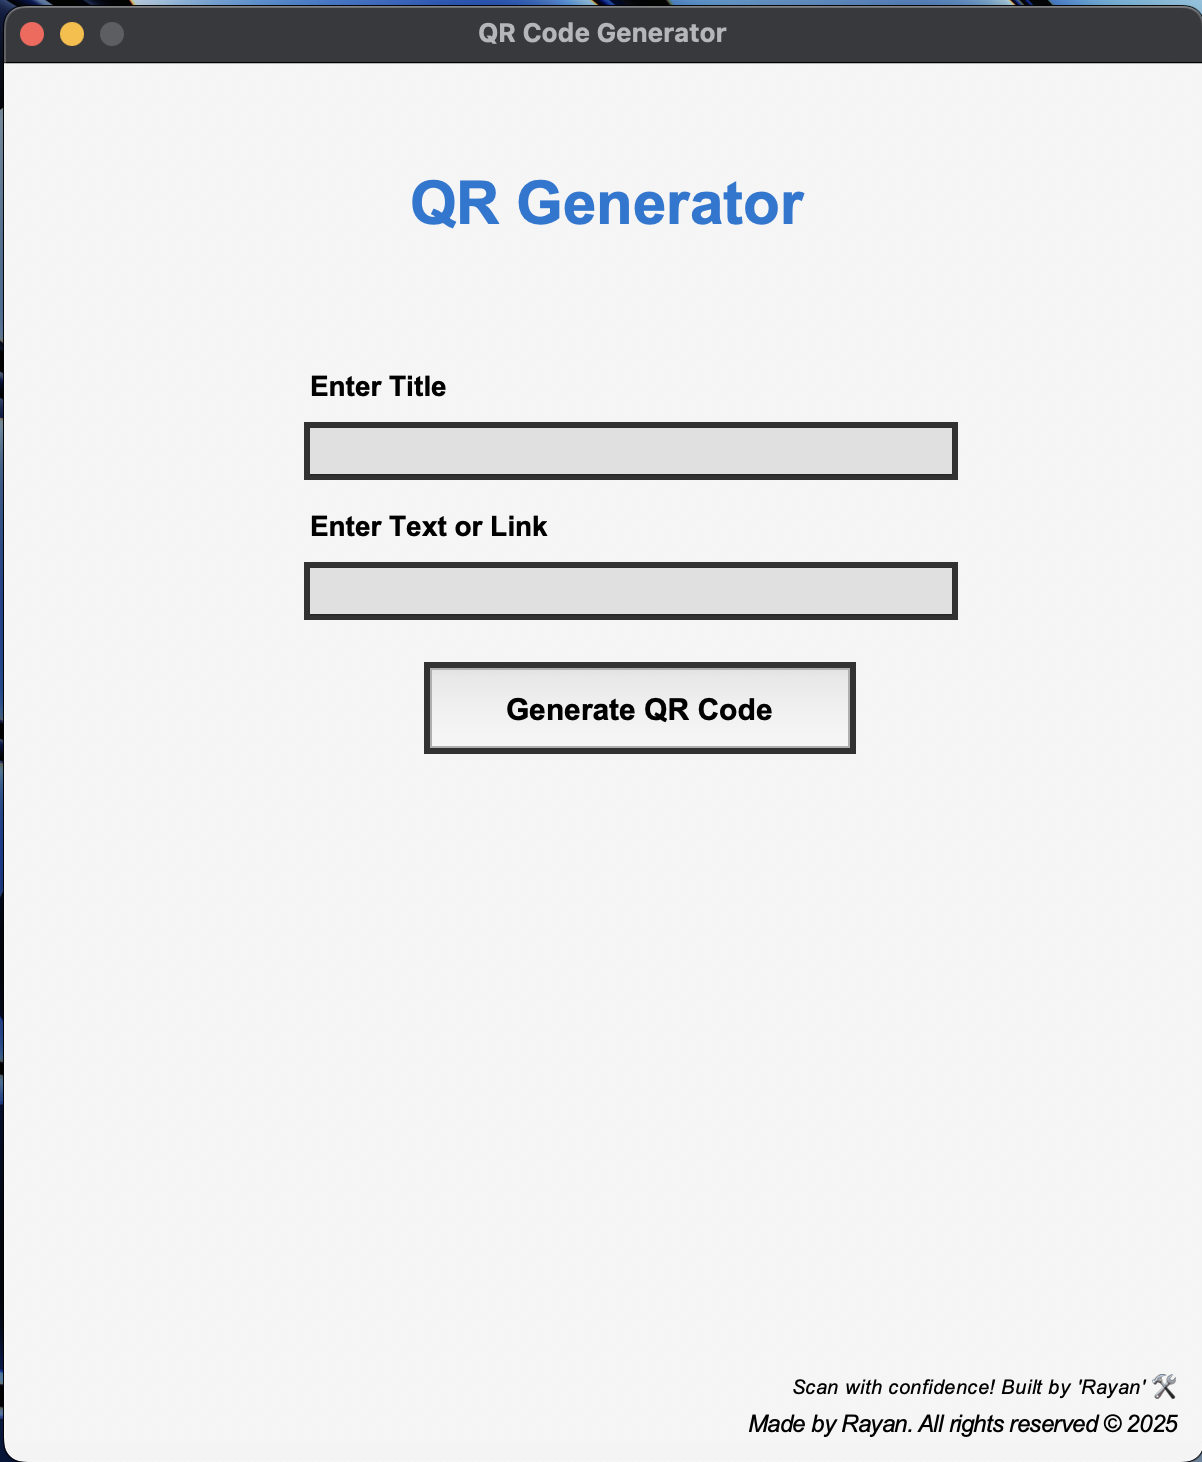 QR Code Generator
QR Generator
Enter Title
Enter Text or Link
Generate QR Code
Scan with confidence! Built by 'Rayan' 🛠️
Made by Rayan. All rights reserved © 2025